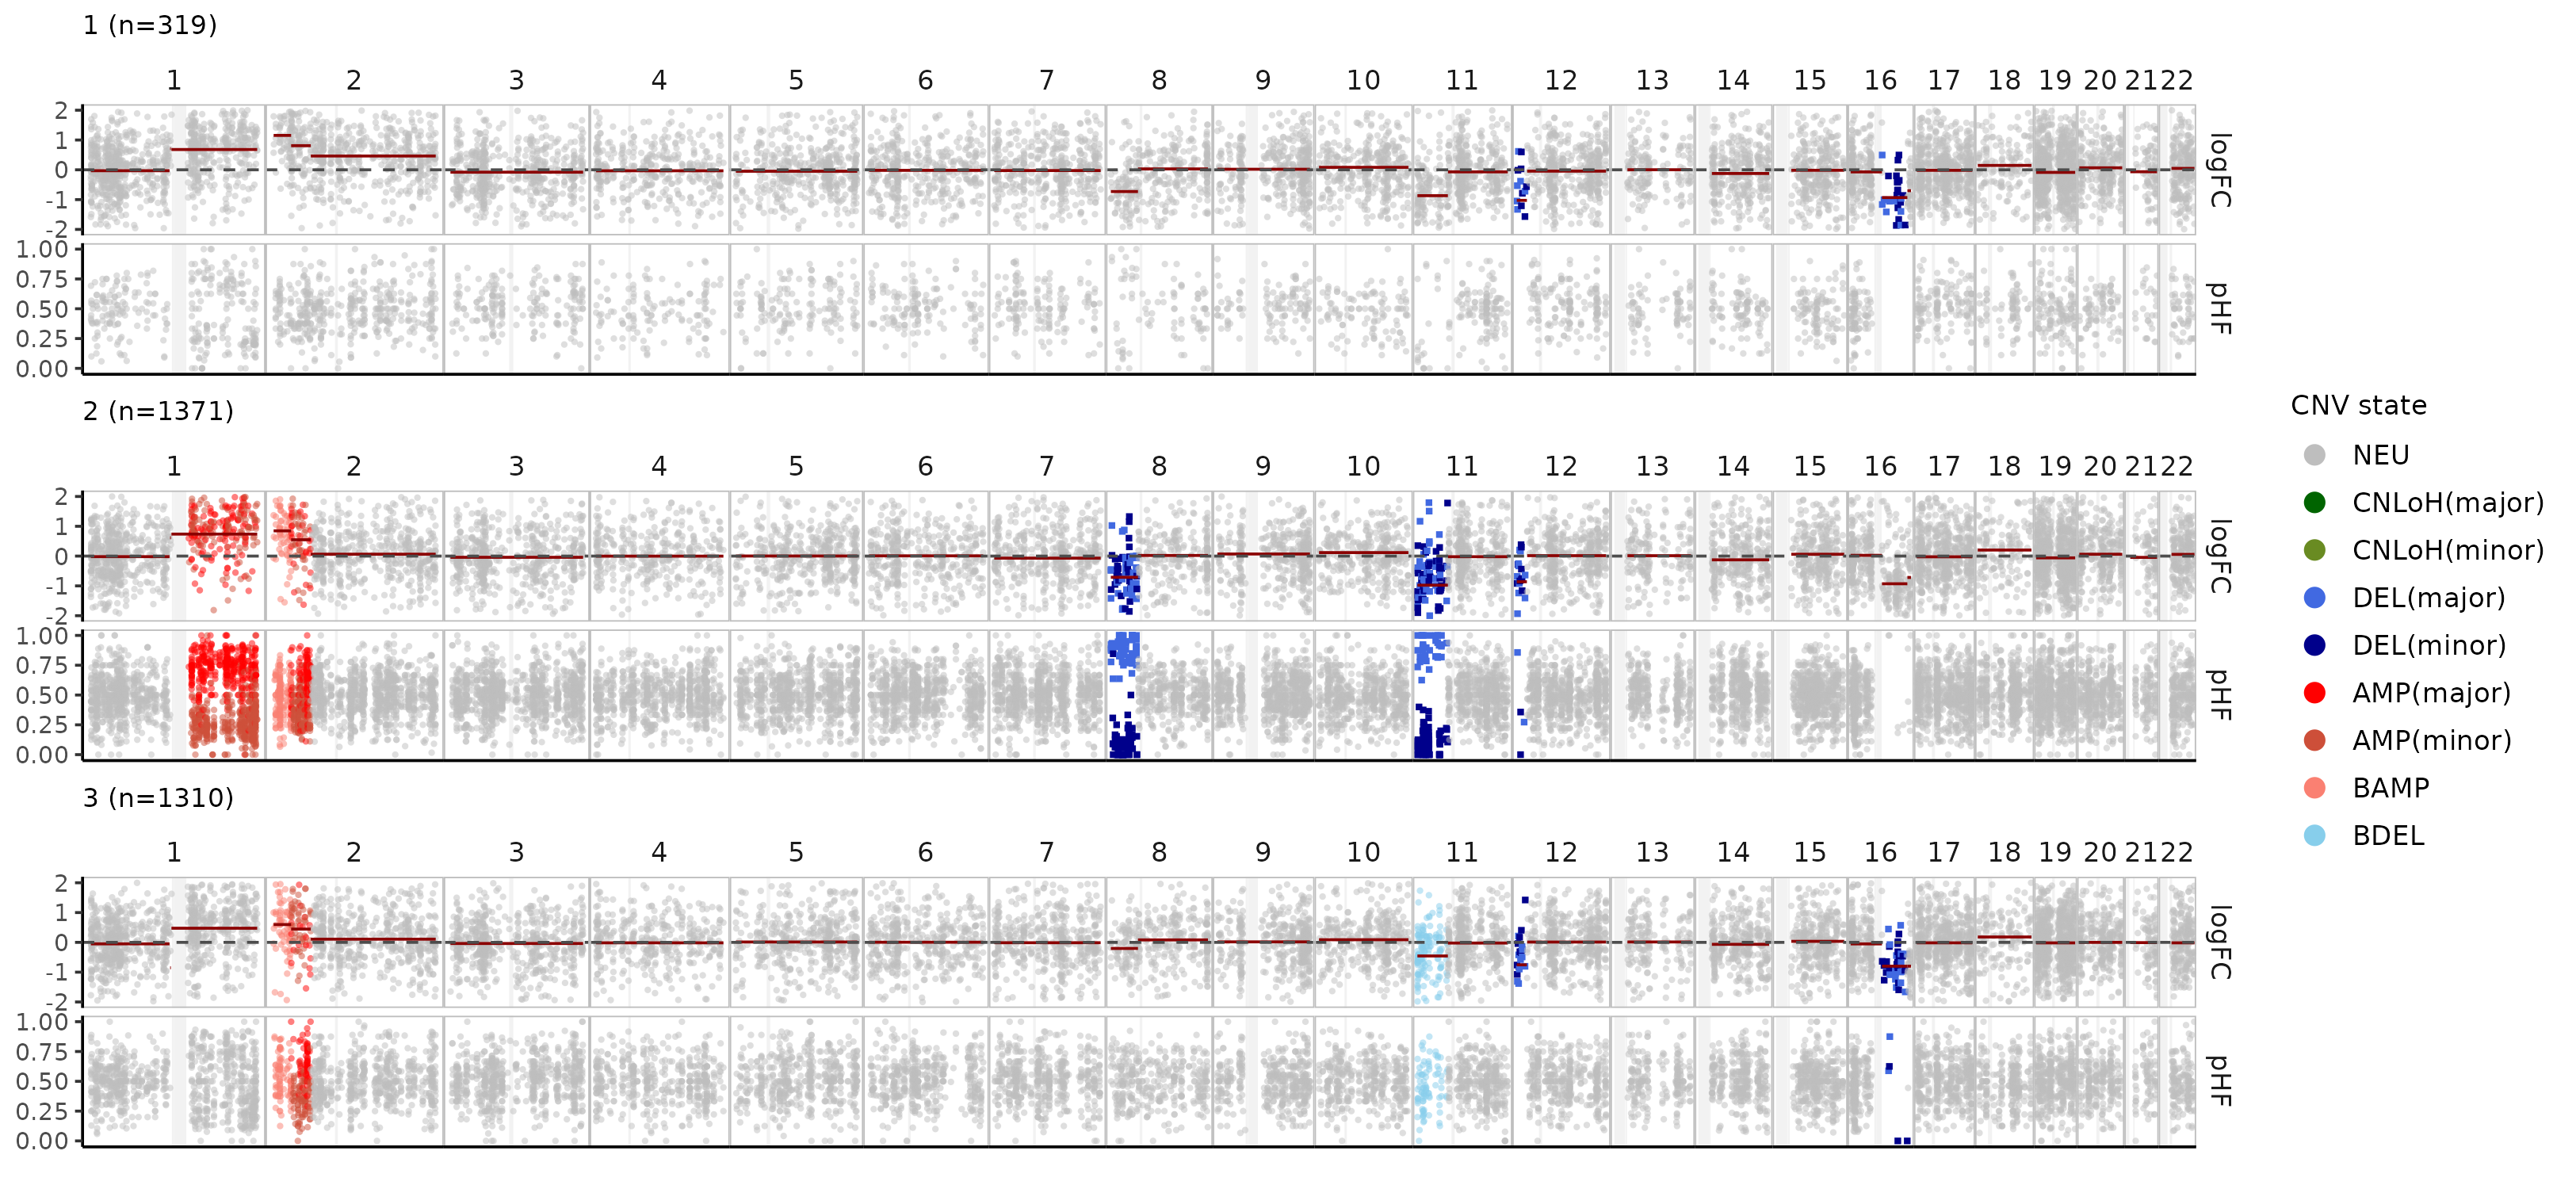 1 (n=319)
1 2 3 4 5 6 7 8 9 10 11 12 13 14 15 16 17 18 19 20 21 22
2
1
0
-1
-2
logFC
1.00
0.75
0.50
0.25
0.00
pHF
2 (n=1371)
1 2 3 4 5 6 7 8 9 10 11 12 13 14 15 16 17 18 19 20 21 22
2
1
0
-1
-2
logFC
1.00
0.75
0.50
0.25
0.00
pHF
3 (n=1310)
1 2 3 4 5 6 7 8 9 10 11 12 13 14 15 16 17 18 19 20 21 22
2
1
0
-1
-2
logFC
1.00
0.75
0.50
0.25
0.00
pHF
CNV state
NEU
CNLoH(major)
CNLoH(minor)
DEL(major)
DEL(minor)
AMP(major)
AMP(minor)
BAMP
BDEL